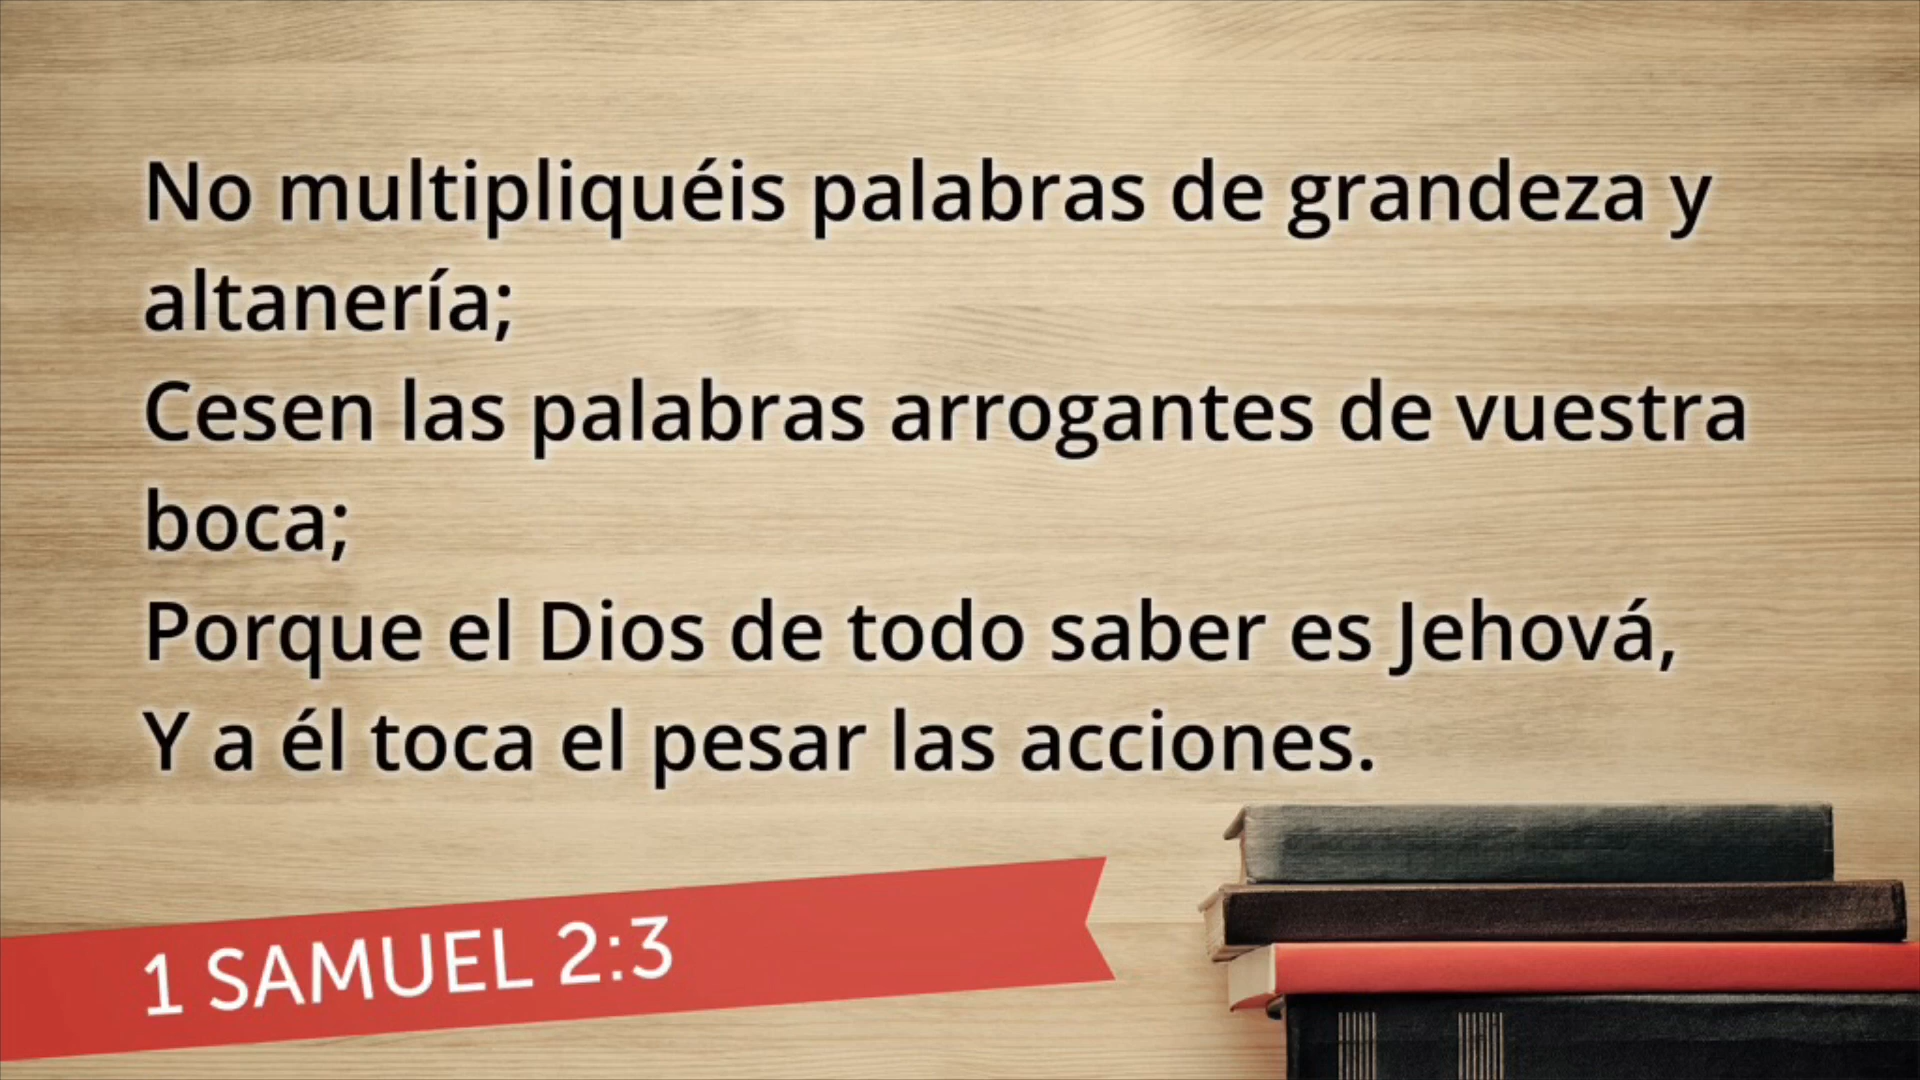 No multipliquéis palabras de grandeza y
altanería;
Cesen las palabras arrogantes de vuestra
boca;
Porque el Dios de todo saber es Jehová,
Y a él toca el pesar las acciones.
1 SAMUEL 2:3